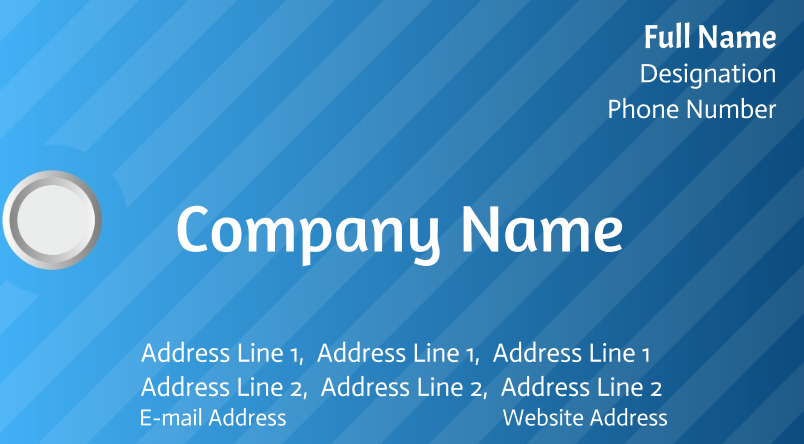 Full Name
Designation
Phone Number
Company Name
Address Line 1,  Address Line 1,  Address Line 1
Address Line 2,  Address Line 2,  Address Line 2
E-mail Address  Website Address